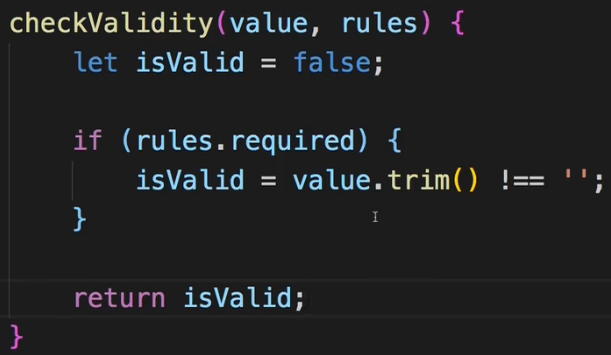 checkValidity(value, rules) {
let isValid = false;
if (rules.required) {
isValid = value.trim() !== '';
}
return isValid;
}